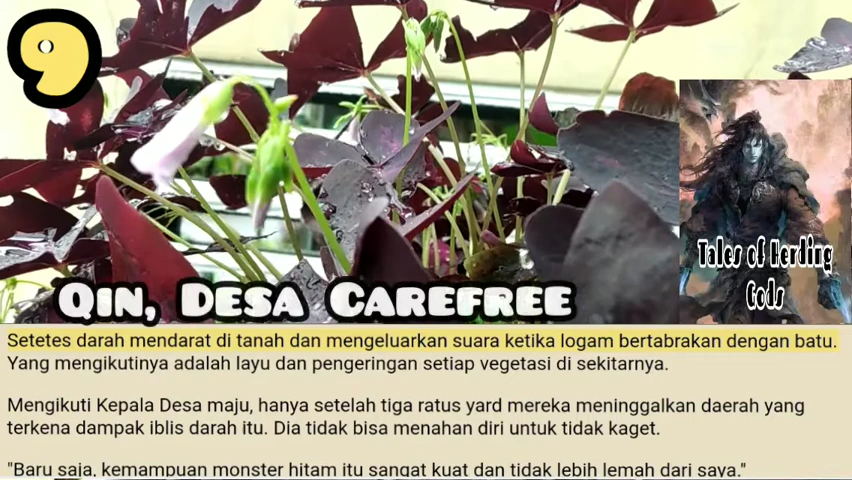 9
Tales of Herding
Gods
Qin, Desa Carefree
Setetes darah mendarat di tanah dan mengeluarkan suara ketika logam bertabrakan dengan batu.
Yang mengikutinya adalah layu dan pengeringan setiap vegetasi di sekitarnya.
Mengikuti Kepala Desa maju, hanya setelah tiga ratus yard mereka meninggalkan daerah yang
terkena dampak iblis darah itu. Dia tidak bisa menahan diri untuk tidak kaget.
"Baru saja, kemampuan monster hitam itu sangat kuat dan tidak lebih lemah dari saya."